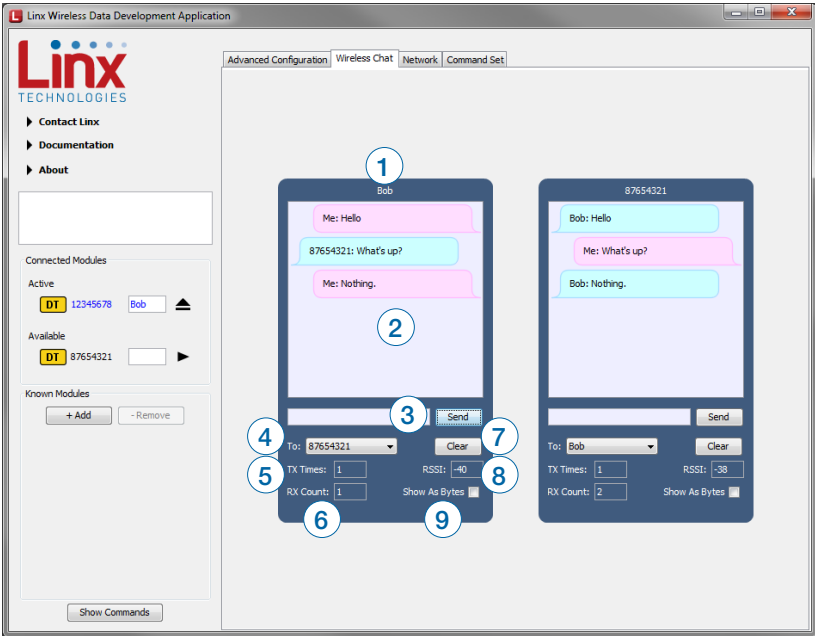 Linx Wireless Data Development Application
Linx
TECHNOLOGIES
Contact Linx
Documentation
About
Connected Modules
Active
DT 12345678 Bob
Available
DT 87654321
Known Modules
+ Add - Remove
Show Commands
Advanced Configuration Wireless Chat Network Command Set
1
Bob
Me: Hello
87654321: What's up?
Me: Nothing.
2
3 Send
4 To: 87654321 Clear 7
5 TX Times: 1 RSSI: -40 8
RX Count: 1 Show As Bytes
6 9
87654321
Bob: Hello
Me: What's up?
Bob: Nothing.
Send
To: Bob Clear
TX Times: 1 RSSI: -38
RX Count: 2 Show As Bytes